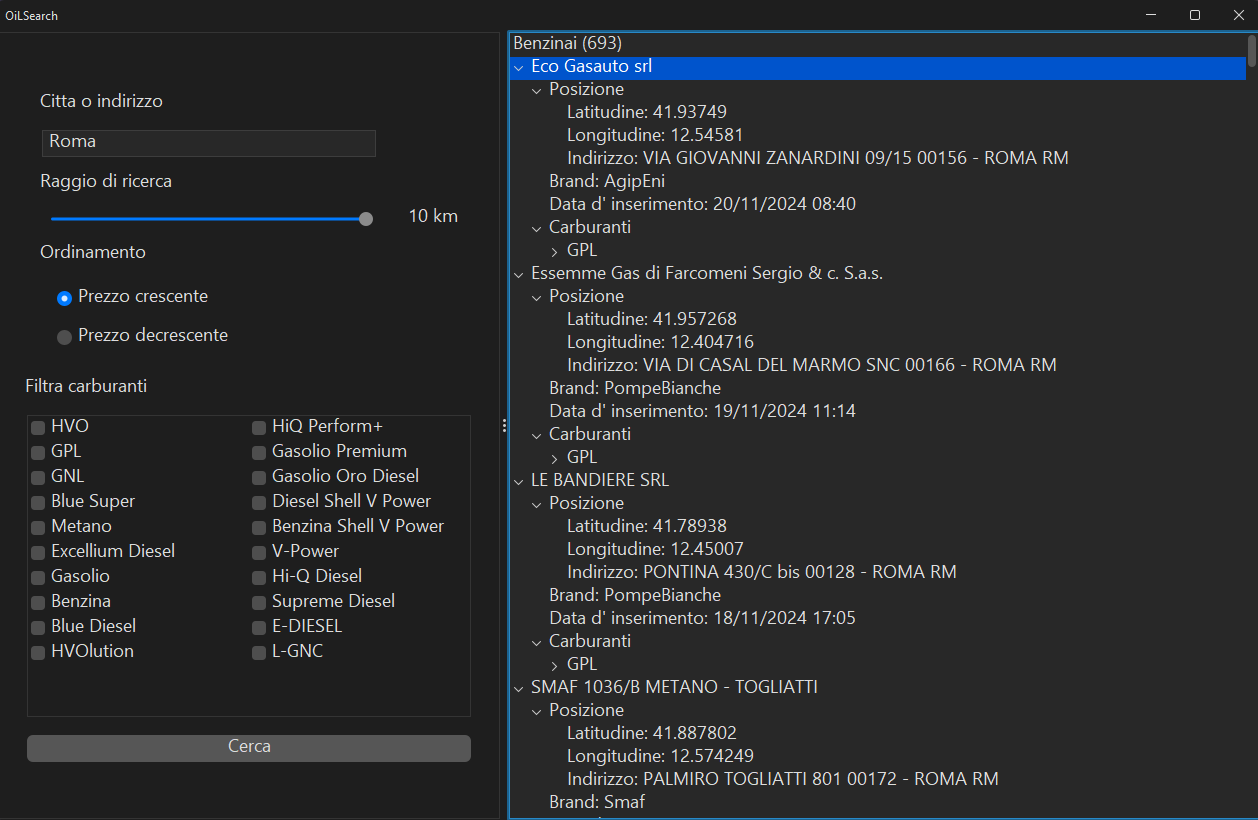 OiLSearch
Citta o indirizzo
Roma
Raggio di ricerca
10 km
Ordinamento
Prezzo crescente
Prezzo decrescente
Filtra carburanti
HVO
GPL
GNL
Blue Super
Metano
Excellium Diesel
Gasolio
Benzina
Blue Diesel
HVOlution
HiQ Perform+
Gasolio Premium
Gasolio Oro Diesel
Diesel Shell V Power
Benzina Shell V Power
V-Power
Hi-Q Diesel
Supreme Diesel
E-DIESEL
L-GNC
Cerca
Benzinai (693)
Eco Gasauto srl
Posizione
Latitudine: 41.93749
Longitudine: 12.54581
Indirizzo: VIA GIOVANNI ZANARDINI 09/15 00156 - ROMA RM
Brand: AgipEni
Data d' inserimento: 20/11/2024 08:40
Carburanti
GPL
Essemme Gas di Farcomeni Sergio & c. S.a.s.
Posizione
Latitudine: 41.957268
Longitudine: 12.404716
Indirizzo: VIA DI CASAL DEL MARMO SNC 00166 - ROMA RM
Brand: PompeBianche
Data d' inserimento: 19/11/2024 11:14
Carburanti
GPL
LE BANDIERE SRL
Posizione
Latitudine: 41.78938
Longitudine: 12.45007
Indirizzo: PONTINA 430/C bis 00128 - ROMA RM
Brand: PompeBianche
Data d' inserimento: 18/11/2024 17:05
Carburanti
GPL
SMAF 1036/B METANO - TOGLIATTI
Posizione
Latitudine: 41.887802
Longitudine: 12.574249
Indirizzo: PALMIRO TOGLIATTI 801 00172 - ROMA RM
Brand: Smaf